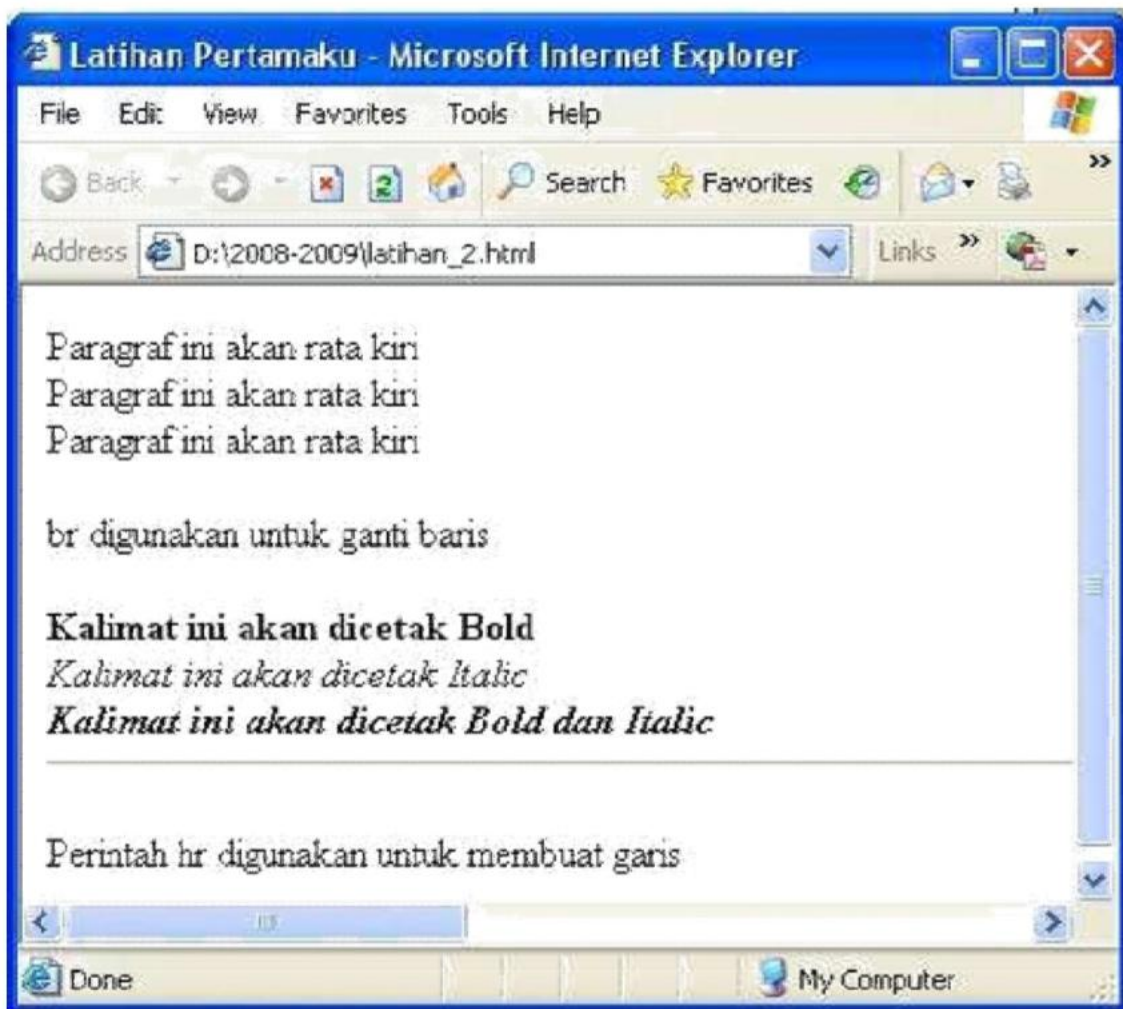 Latihan Pertamaku - Microsoft Internet Explorer
File Edit View Favorites Tools Help
Back Search Favorites »
Address D:\2008-2009\latihan_2.html Links »
Paragraf ini akan rata kiri
Paragraf ini akan rata kiri
Paragraf ini akan rata kiri
br digunakan untuk ganti baris
Kalimat ini akan dicetak Bold
Kalimat ini akan dicetak Italic
Kalimat ini akan dicetak Bold dan Italic
Perintah hr digunakan untuk membuat garis
Done My Computer